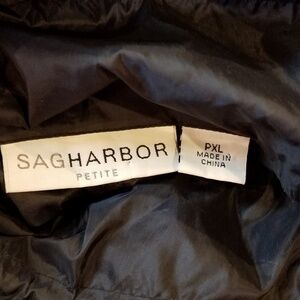 SAGHARBOR
PETITE
PXL
MADE IN
CHINA